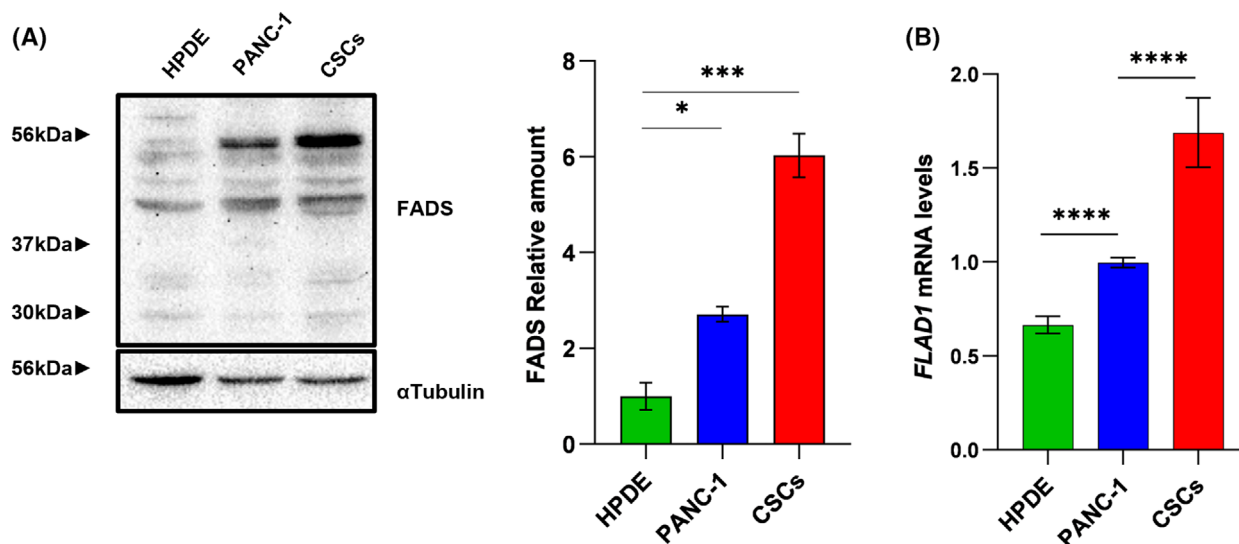 (A)
HPDE
PANC-1
CSCs
56kDa►
37kDa►
30kDa►
FADS
56kDa►
αTubulin
FADS Relative amount
8
6
4
2
0
***
*
HPDE
PANC-1
CSCs
(B)
FLAD1 mRNA levels
2.0
1.5
1.0
0.5
0.0
****
****
HPDE
PANC-1
CSCs